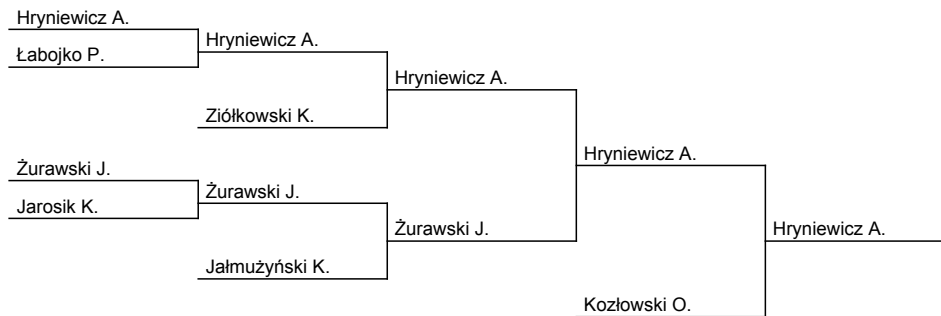 Hryniewicz A.
Łabojko P.
Hryniewicz A.
Hryniewicz A.
Ziółkowski K.
Hryniewicz A.
Żurawski J.
Jarosik K.
Żurawski J.
Żurawski J.
Hryniewicz A.
Jałmużyński K.
Kozłowski O.